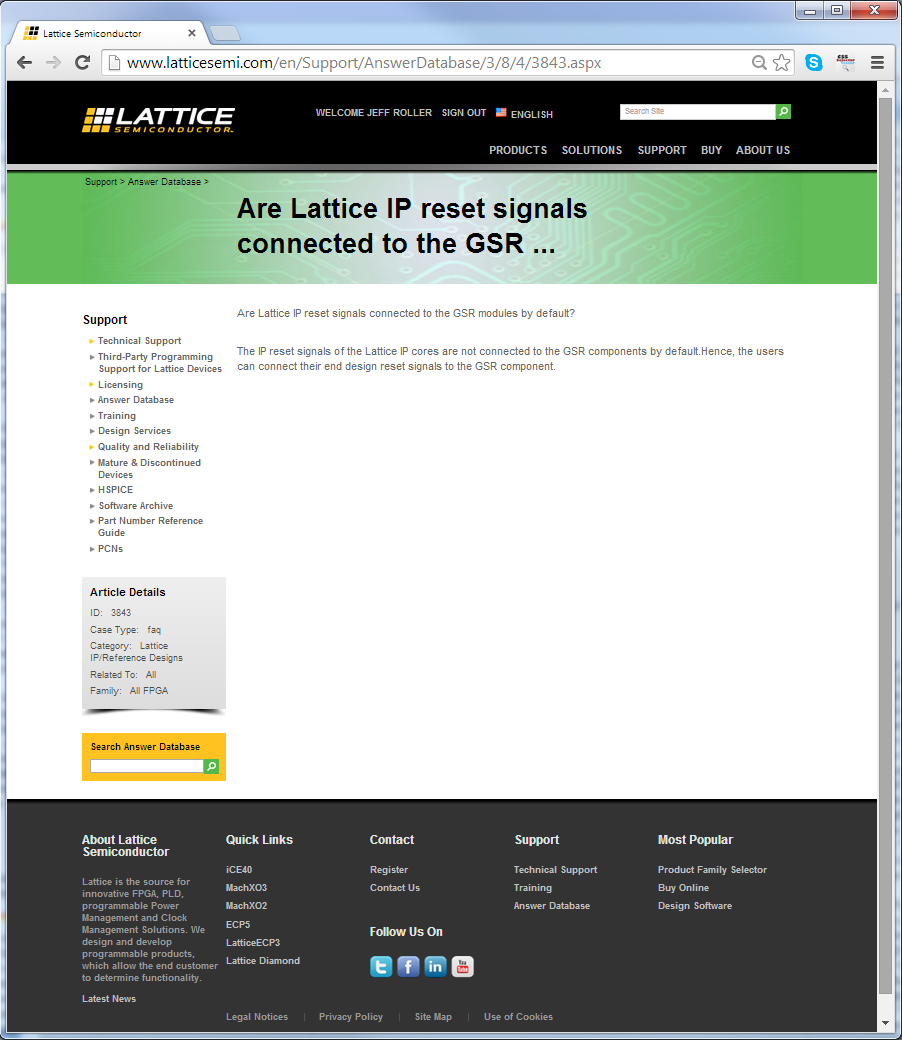 Lattice Semiconductor
www.latticesemi.com/en/Support/AnswerDatabase/3/8/4/3843.aspx
LATTICE
SEMICONDUCTOR.
WELCOME JEFF ROLLER SIGN OUT ENGLISH
Search Site
PRODUCTS SOLUTIONS SUPPORT BUY ABOUT US
Support > Answer Database >
Are Lattice IP reset signals
connected to the GSR ...
Support
Technical Support
Third-Party Programming
Support for Lattice Devices
Licensing
Answer Database
Training
Design Services
Quality and Reliability
Mature & Discontinued
Devices
HSPICE
Software Archive
Part Number Reference
Guide
PCNs
Are Lattice IP reset signals connected to the GSR modules by default?
The IP reset signals of the Lattice IP cores are not connected to the GSR components by default.Hence, the users
can connect their end design reset signals to the GSR component.
Article Details
ID: 3843
Case Type: faq
Category: Lattice
IP/Reference Designs
Related To: All
Family: All FPGA
Search Answer Database
About Lattice
Semiconductor
Lattice is the source for
innovative FPGA, PLD,
programmable Power
Management and Clock
Management Solutions. We
design and develop
programmable products,
which allow the end customer
to determine functionality.
Latest News
Quick Links
iCE40
MachXO3
MachXO2
ECP5
LatticeECP3
Lattice Diamond
Contact
Register
Contact Us
Follow Us On
You
Tube
Support
Technical Support
Training
Answer Database
Most Popular
Product Family Selector
Buy Online
Design Software
Legal Notices | Privacy Policy | Site Map | Use of Cookies